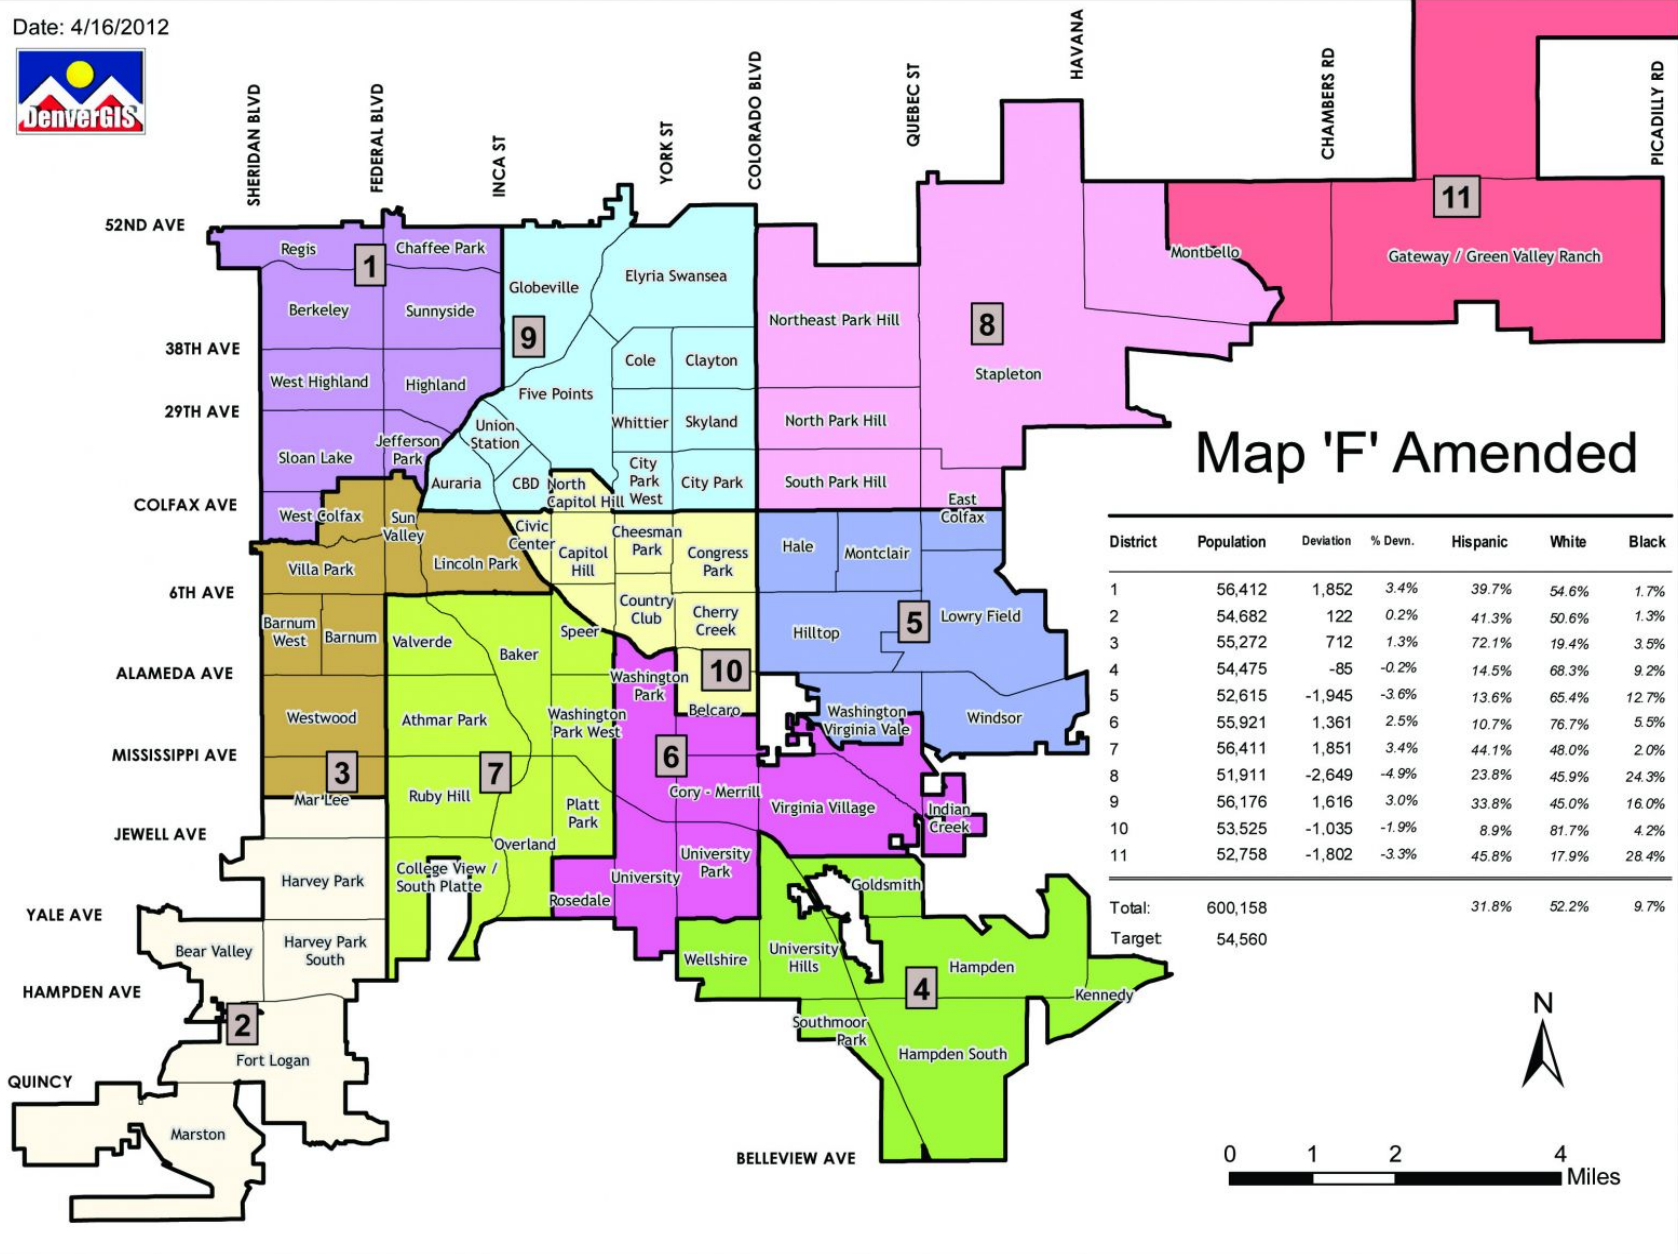 Date: 4/16/2012
DenverGIS
SHERIDAN BLVD
FEDERAL BLVD
INCA ST
YORK ST
COLORADO BLVD
QUEBEC ST
HAVANA
CHAMBERS RD
PICADILLY RD
52ND AVE
38TH AVE
29TH AVE
COLFAX AVE
6TH AVE
ALAMEDA AVE
MISSISSIPPI AVE
JEWELL AVE
YALE AVE
HAMPDEN AVE
QUINCY
BELLEVIEW AVE
1
Regis
Chaffee Park
Berkeley
Sunnyside
West Highland
Highland
Sloan Lake
Jefferson
Park
West Colfax
9
Globeville
Elyria Swansea
Cole
Clayton
Five Points
Whittier
Skyland
Union
Station
City
Park
West
City Park
Auraria
CBD
North
Capitol Hill
8
Northeast Park Hill
Stapleton
North Park Hill
South Park Hill
East
Colfax
11
Montbello
Gateway / Green Valley Ranch
Sun
Valley
Villa Park
Lincoln Park
Barnum
West
Barnum
Westwood
3
Mar Lee
Civic
Center
Capitol
Hill
Cheesman
Park
Congress
Park
Country
Club
Cherry
Creek
10
Belcaro
Hale
Montclair
5
Hilltop
Lowry Field
Washington
Virginia Vale
Windsor
Valverde
Baker
Speer
Athmar Park
Washington
Park West
7
Ruby Hill
Platt
Park
Overland
College View /
South Platte
Washington
Park
6
Cory - Merrill
Virginia Village
Indian
Creek
University
Park
University
Rosedale
Harvey Park
Bear Valley
Harvey Park
South
2
Fort Logan
Marston
Goldsmith
Wellshire
University
Hills
Hampden
4
Kennedy
Southmoor
Park
Hampden South
Map 'F' Amended
District Population Deviation % Devn. Hispanic White Black
1 56,412 1,852 3.4% 39.7% 54.6% 1.7%
2 54,682 122 0.2% 41.3% 50.6% 1.3%
3 55,272 712 1.3% 72.1% 19.4% 3.5%
4 54,475 -85 -0.2% 14.5% 68.3% 9.2%
5 52,615 -1,945 -3.6% 13.6% 65.4% 12.7%
6 55,921 1,361 2.5% 10.7% 76.7% 5.5%
7 56,411 1,851 3.4% 44.1% 48.0% 2.0%
8 51,911 -2,649 -4.9% 23.8% 45.9% 24.3%
9 56,176 1,616 3.0% 33.8% 45.0% 16.0%
10 53,525 -1.035 -1.9% 8.9% 81.7% 4.2%
11 52,758 -1,802 -3.3% 45.8% 17.9% 28.4%
Total: 600,158 31.8% 52.2% 9.7%
Target: 54,560
N
0 1 2 4
Miles